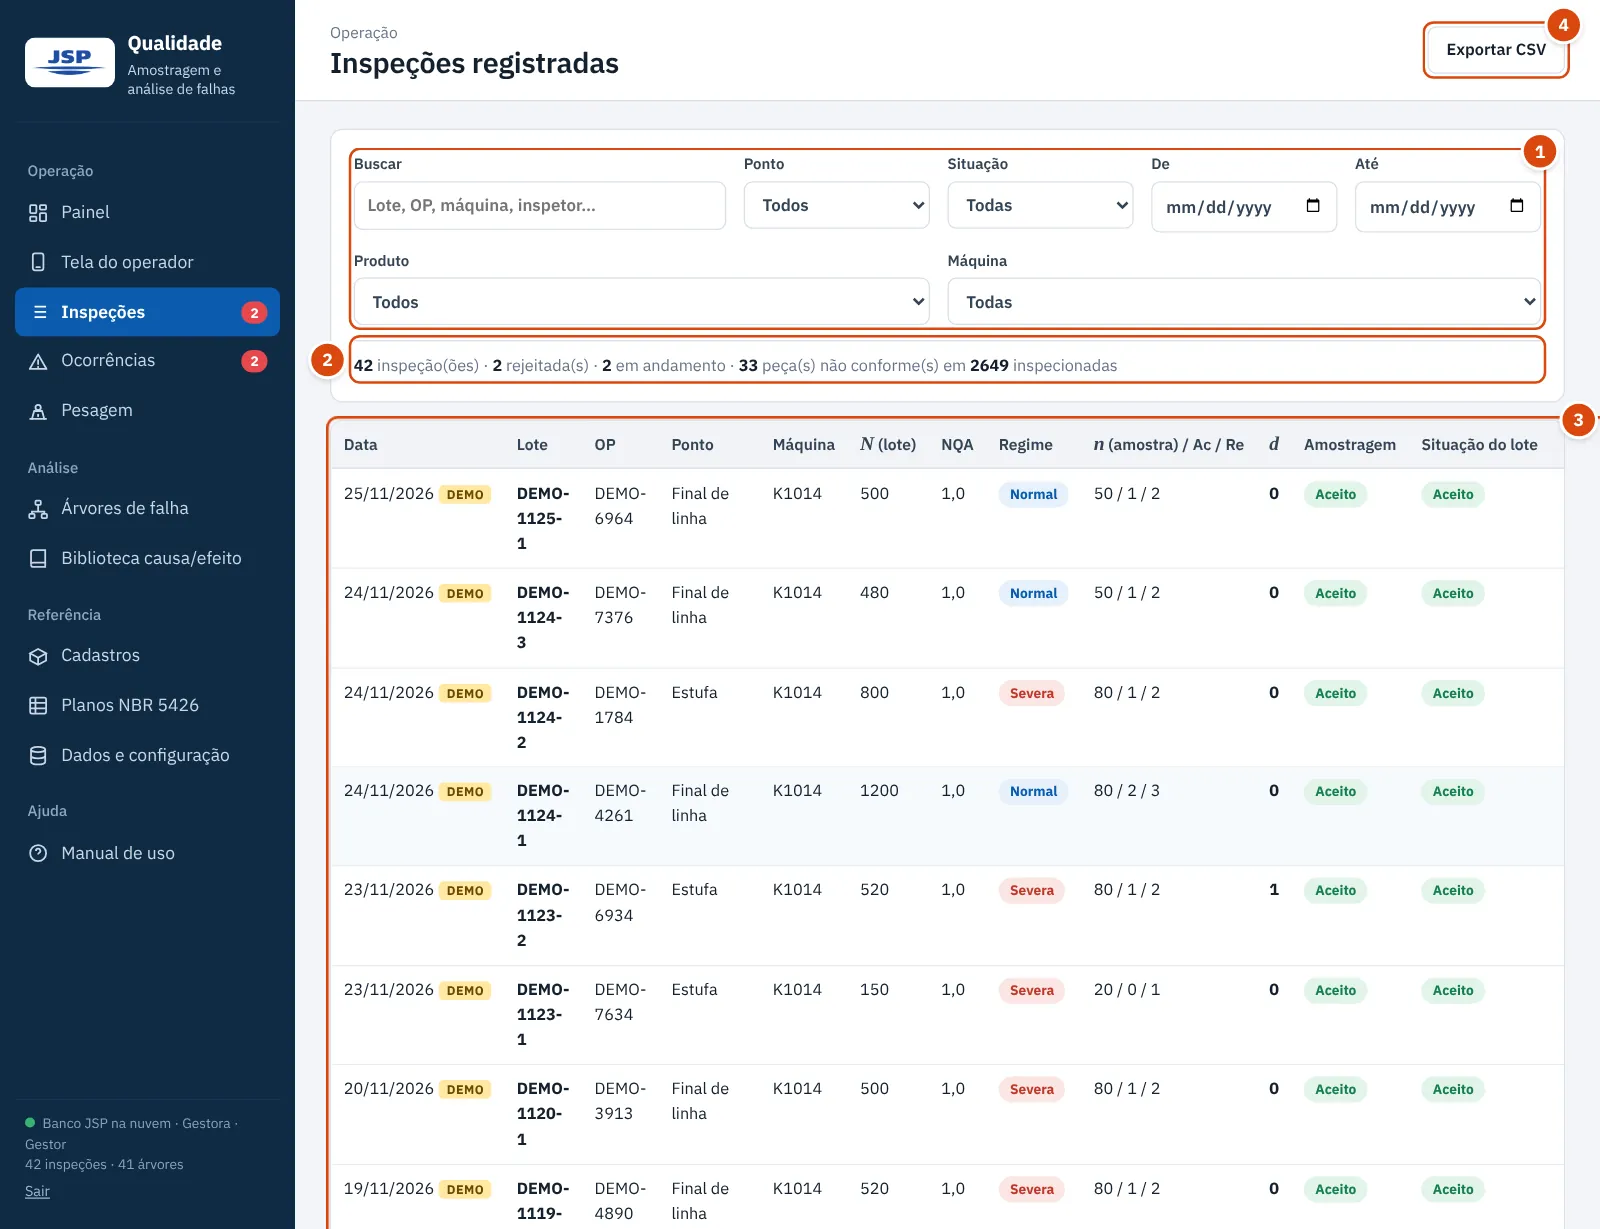 JSP
Qualidade
Amostragem e
análise de falhas
Operação
Painel
Tela do operador
Inspeções 2
Ocorrências 2
Pesagem
Análise
Árvores de falha
Biblioteca causa/efeito
Referência
Cadastros
Planos NBR 5426
Dados e configuração
Ajuda
Manual de uso
Banco JSP na nuvem · Gestora ·
Gestor
42 inspeções · 41 árvores
Sair
Operação
Inspeções registradas
Exportar CSV
4
1
Buscar Ponto Situação De Até
Lote, OP, máquina, inspetor... Todos Todas mm/dd/yyyy mm/dd/yyyy
Produto Máquina
Todos Todas
2
42 inspeção(ões) · 2 rejeitada(s) · 2 em andamento · 33 peça(s) não conforme(s) em 2649 inspecionadas
3
Data Lote OP Ponto Máquina N (lote) NQA Regime n (amostra) / Ac / Re d Amostragem Situação do lote
25/11/2026 DEMO DEMO- DEMO- Final de K1014 500 1,0 Normal 50 / 1 / 2 0 Aceito Aceito
1125- 6964 linha
1
24/11/2026 DEMO DEMO- DEMO- Final de K1014 480 1,0 Normal 50 / 1 / 2 0 Aceito Aceito
1124- 7376 linha
3
24/11/2026 DEMO DEMO- DEMO- Estufa K1014 800 1,0 Severa 80 / 1 / 2 0 Aceito Aceito
1124- 1784
2
24/11/2026 DEMO DEMO- DEMO- Final de K1014 1200 1,0 Normal 80 / 2 / 3 0 Aceito Aceito
1124- 4261 linha
1
23/11/2026 DEMO DEMO- DEMO- Estufa K1014 520 1,0 Severa 80 / 1 / 2 1 Aceito Aceito
1123- 6934
2
23/11/2026 DEMO DEMO- DEMO- Estufa K1014 150 1,0 Severa 20 / 0 / 1 0 Aceito Aceito
1123- 7634
1
20/11/2026 DEMO DEMO- DEMO- Final de K1014 500 1,0 Severa 80 / 1 / 2 0 Aceito Aceito
1120- 3913 linha
1
19/11/2026 DEMO DEMO- DEMO- Final de K1014 520 1,0 Severa 80 / 1 / 2 0 Aceito Aceito
1119- 4890 linha